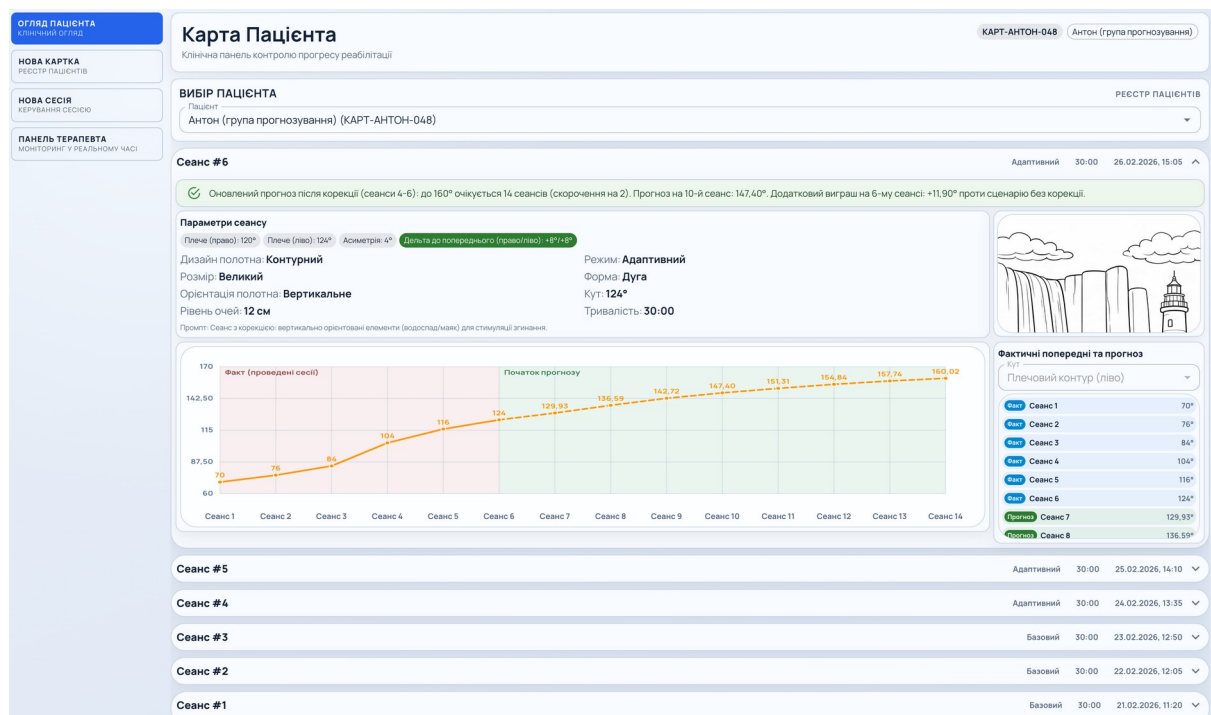 ОГЛЯД ПАЦІЄНТА
КЛІНІЧНИЙ ОГЛЯД
НОВА КАРТКА
РЕЄСТР ПАЦІЄНТІВ
НОВА СЕСІЯ
КЕРУВАННЯ СЕСІЄЮ
ПАНЕЛЬ ТЕРАПЕВТА
МОНІТОРИНГ У РЕАЛЬНОМУ ЧАСІ
Карта Пацієнта
КАРТ-АНТОН-048 Антон (група прогнозування)
Клінічна панель контролю прогресу реабілітації
ВИБІР ПАЦІЄНТА РЕЄСТР ПАЦІЄНТІВ
Пацієнт
Антон (група прогнозування) (КАРТ-АНТОН-048)
Сеанс #6 Адаптивний 30:00 26.02.2026, 15:05
Оновлений прогноз після корекції (сеанси 4-6): до 160° очікується 14 сеансів (скорочення на 2). Прогноз на 10-й сеанс: 147,40°. Додатковий виграш на 6-му сеансі: +11,90° проти сценарію без корекції.
Параметри сеансу
Плече (право): 120° Плече (ліво): 124° Асиметрія: 4° Дельта до попереднього (право/ліво): +8°/+8°
Дизайн полотна: Контурний Режим: Адаптивний
Розмір: Великий Форма: Дуга
Орієнтація полотна: Вертикальне Кут: 124°
Рівень очей: 12 см Тривалість: 30:00
Промпт: Сеанс з корекцією: вертикально орієнтовані елементи (водоспад/маяк) для стимуляції згинання.
170
142,50
115
87,50
60
Факт (проведені сесії) Початок прогнозу
70 76 84 104 116 124 129,93 136,59 142,72 147,40 151,31 154,84 157,74 160,02
Сеанс 1 Сеанс 2 Сеанс 3 Сеанс 4 Сеанс 5 Сеанс 6 Сеанс 7 Сеанс 8 Сеанс 9 Сеанс 10 Сеанс 11 Сеанс 12 Сеанс 13 Сеанс 14
Фактичні попередні та прогноз
Кут
Плечовий контур (ліво)
Факт Сеанс 1 70°
Факт Сеанс 2 76°
Факт Сеанс 3 84°
Факт Сеанс 4 104°
Факт Сеанс 5 116°
Факт Сеанс 6 124°
Прогноз Сеанс 7 129,93°
Прогноз Сеанс 8 136,59°
Сеанс #5 Адаптивний 30:00 25.02.2026, 14:10
Сеанс #4 Адаптивний 30:00 24.02.2026, 13:35
Сеанс #3 Базовий 30:00 23.02.2026, 12:50
Сеанс #2 Базовий 30:00 22.02.2026, 12:05
Сеанс #1 Базовий 30:00 21.02.2026, 11:20